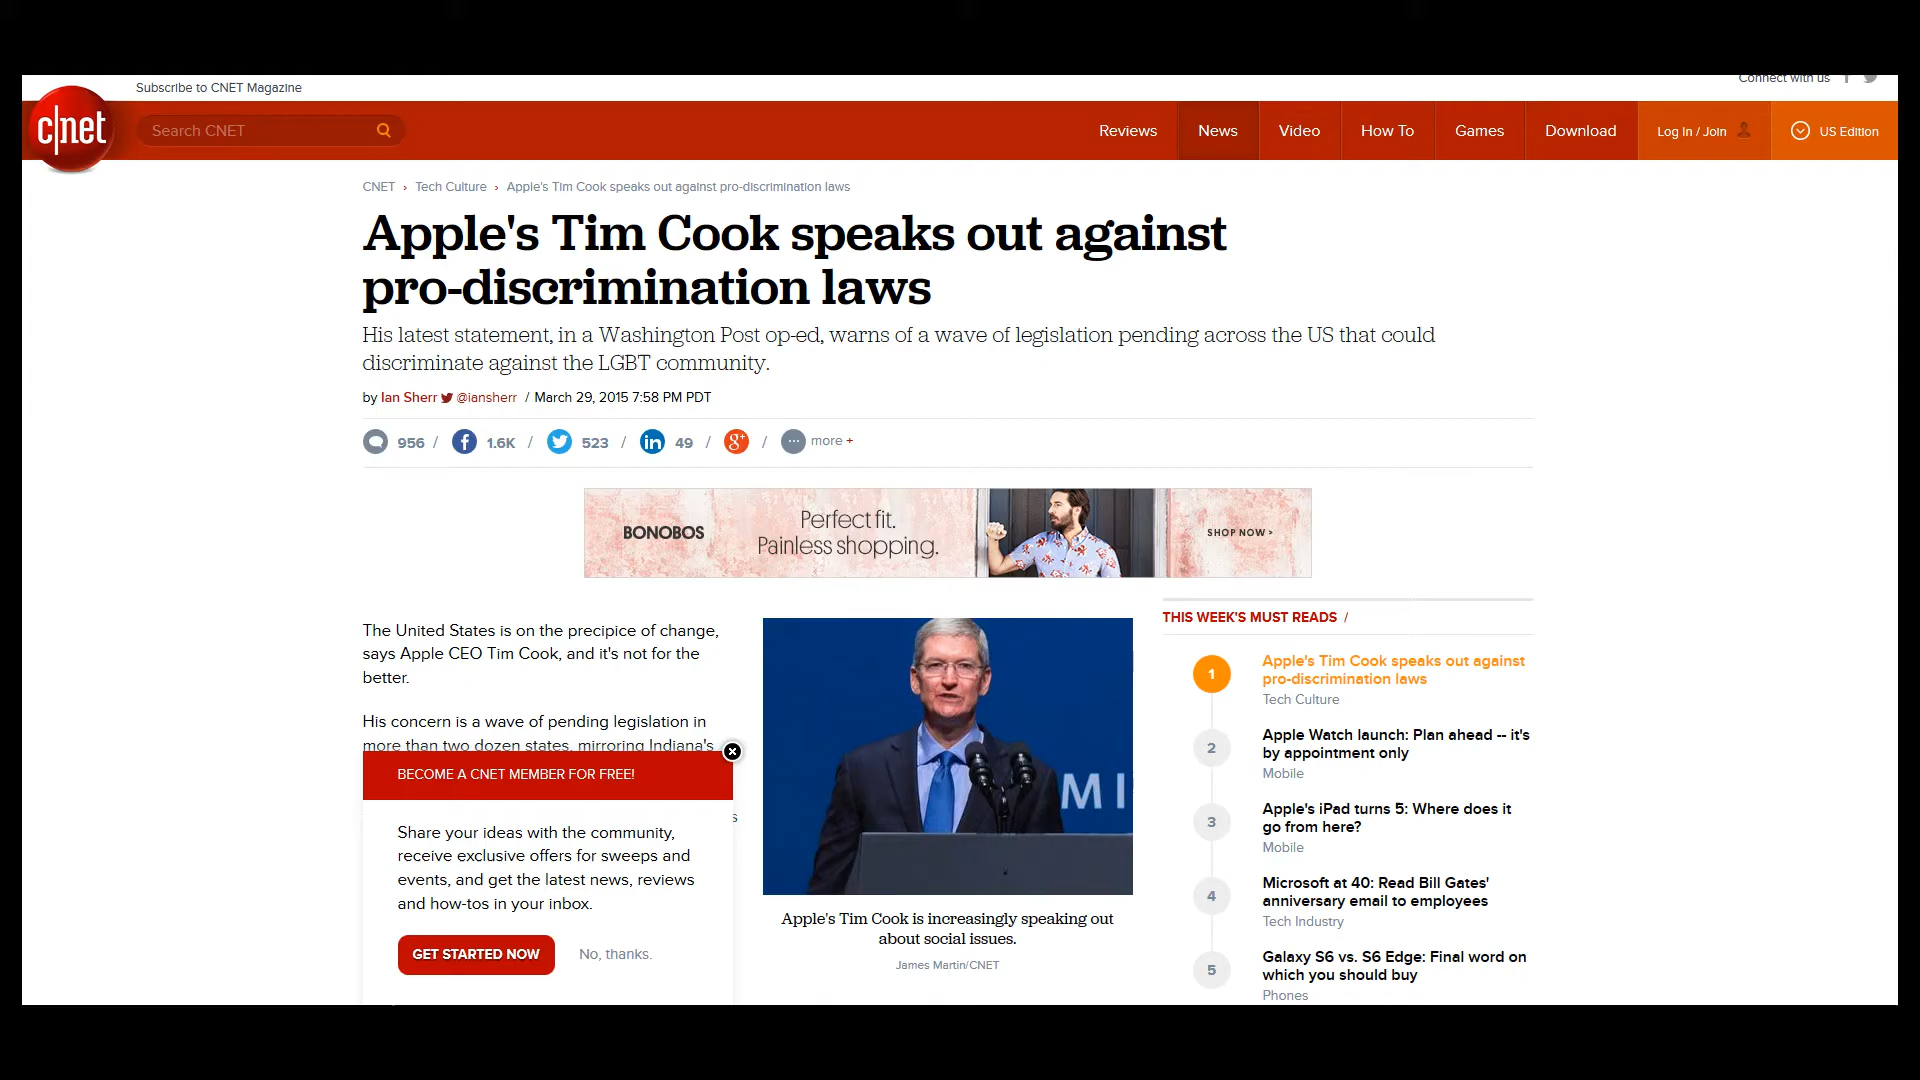 Subscribe to CNET Magazine
Connect with us
c|net
Search CNET
Reviews
News
Video
How To
Games
Download
Log In / Join
US Edition
CNET › Tech Culture › Apple's Tim Cook speaks out against pro-discrimination laws
Apple's Tim Cook speaks out against
pro-discrimination laws
His latest statement, in a Washington Post op-ed, warns of a wave of legislation pending across the US that could
discriminate against the LGBT community.
by Ian Sherr @iansherr / March 29, 2015 7:58 PM PDT
956 / f 1.6K / 523 / in 49 / g+ / ... more +
BONOBOS
Perfect fit.
Painless shopping.
SHOP NOW >
The United States is on the precipice of change,
says Apple CEO Tim Cook, and it's not for the
better.
His concern is a wave of pending legislation in
more than two dozen states, mirroring Indiana's
BECOME A CNET MEMBER FOR FREE!
Share your ideas with the community,
receive exclusive offers for sweeps and
events, and get the latest news, reviews
and how-tos in your inbox.
GET STARTED NOW
No, thanks.
MI
Apple's Tim Cook is increasingly speaking out
about social issues.
James Martin/CNET
THIS WEEK'S MUST READS /
1
Apple's Tim Cook speaks out against
pro-discrimination laws
Tech Culture
2
Apple Watch launch: Plan ahead -- it's
by appointment only
Mobile
3
Apple's iPad turns 5: Where does it
go from here?
Mobile
4
Microsoft at 40: Read Bill Gates'
anniversary email to employees
Tech Industry
5
Galaxy S6 vs. S6 Edge: Final word on
which you should buy
Phones